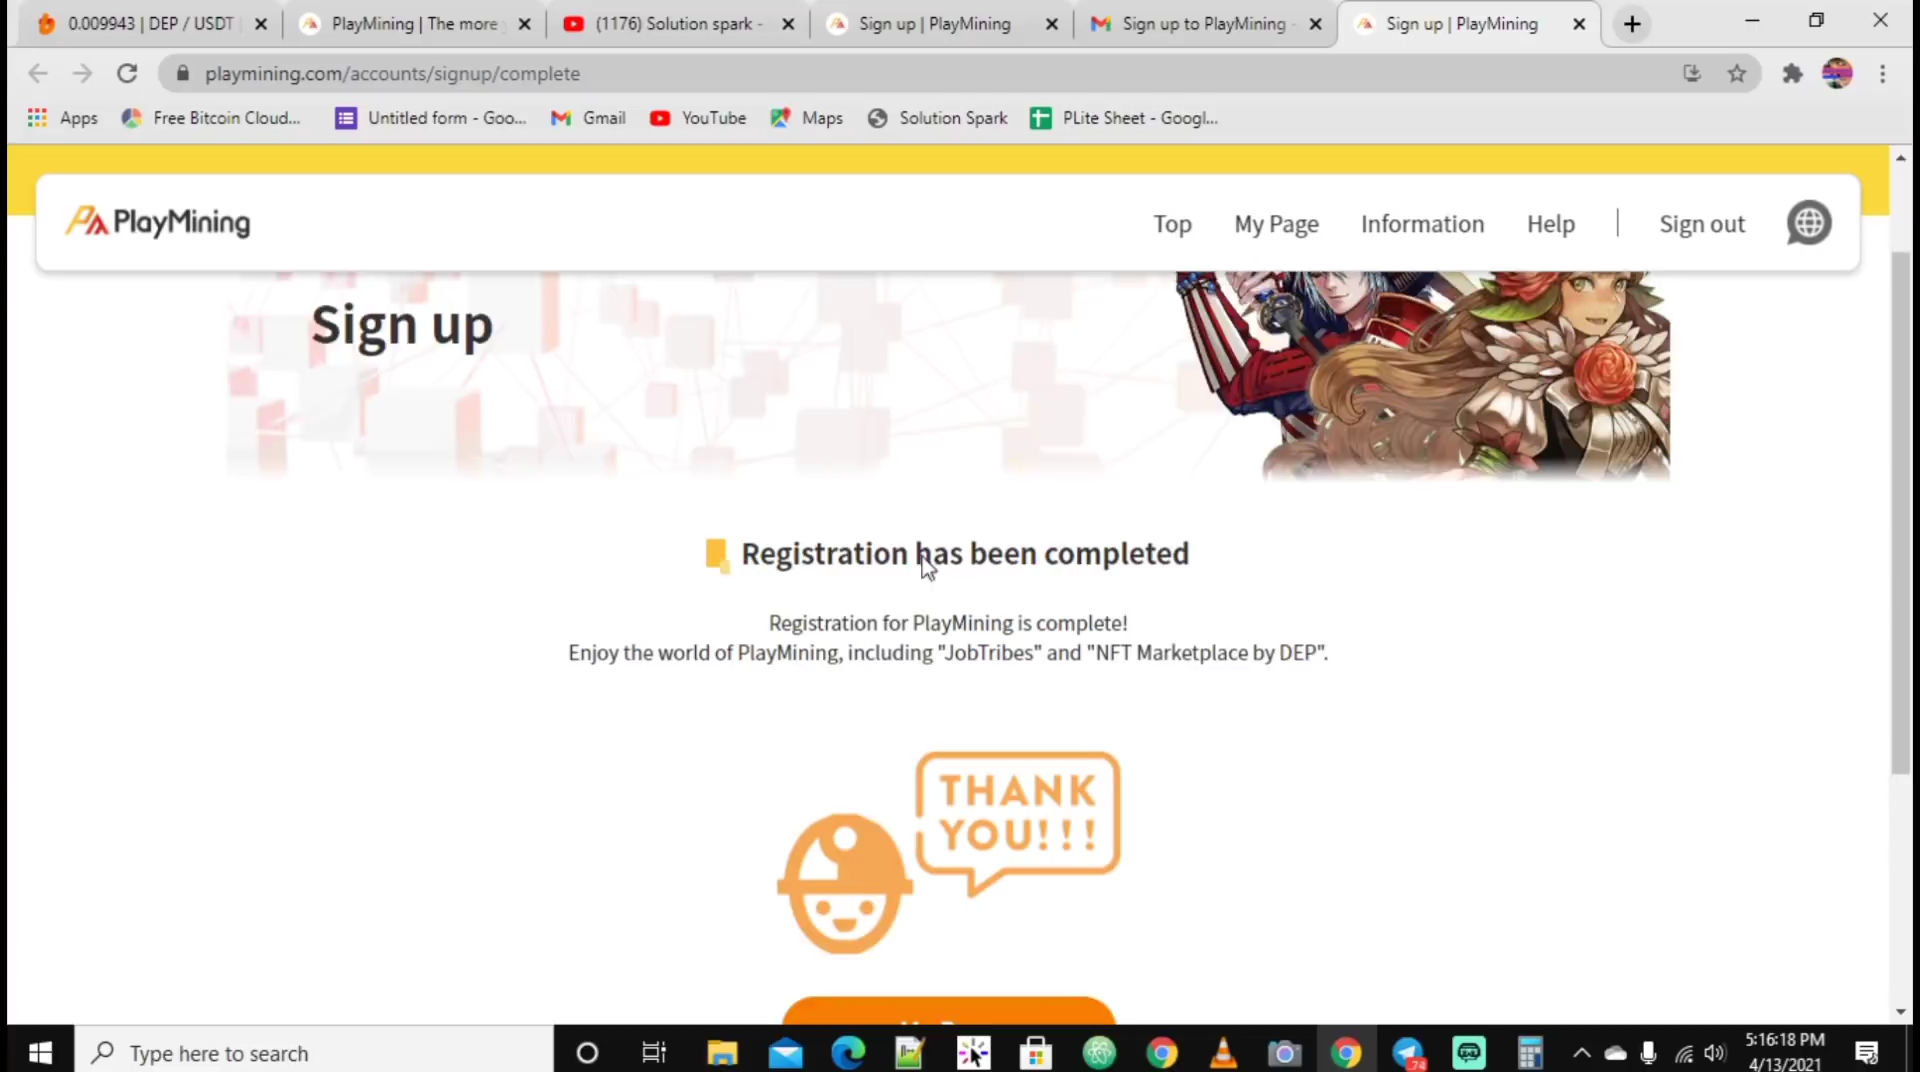 0.009943 | DEP / USDT
PlayMining | The more
(1176) Solution spark -
Sign up | PlayMining
Sign up to PlayMining -
Sign up | PlayMining
playmining.com/accounts/signup/complete
Apps
Free Bitcoin Cloud...
Untitled form - Goo...
Gmail
YouTube
Maps
Solution Spark
PLite Sheet - Googl...
PlayMining
Top
My Page
Information
Help
Sign out
Sign up
Registration has been completed
Registration for PlayMining is complete!
Enjoy the world of PlayMining, including "JobTribes" and "NFT Marketplace by DEP".
THANK
YOU!!!
Type here to search
74
5:16:18 PM
4/13/2021